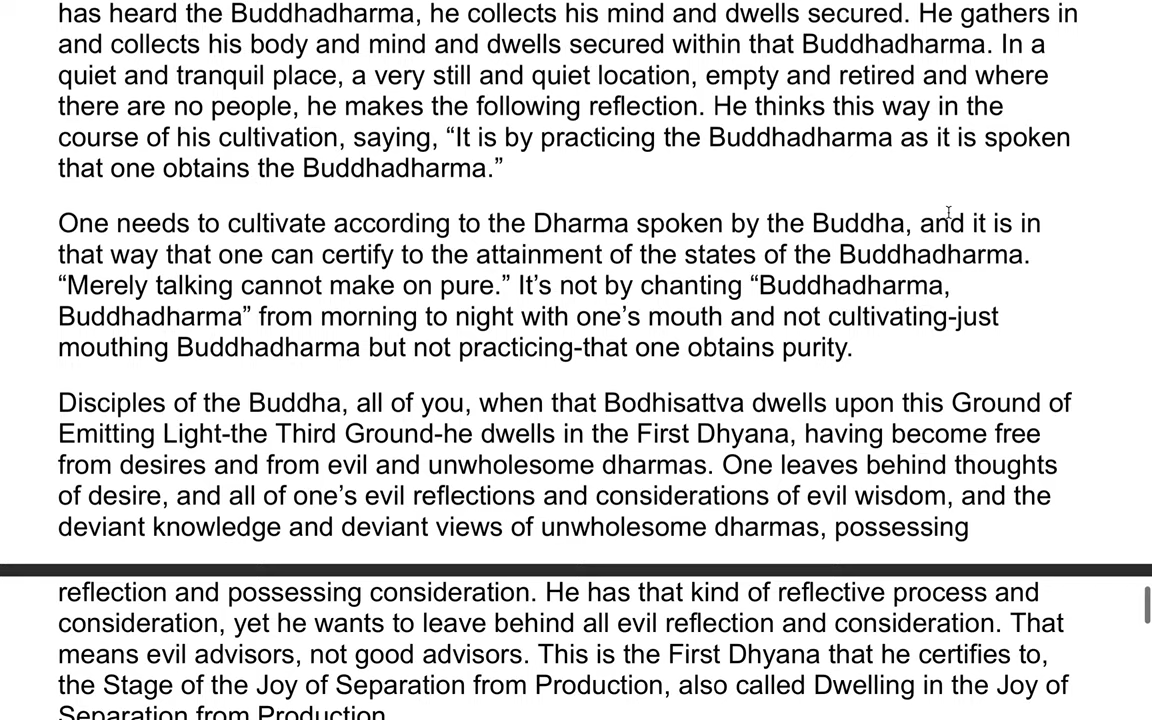 has heard the Buddhadharma, he collects his mind and dwells secured. He gathers in
and collects his body and mind and dwells secured within that Buddhadharma. In a
quiet and tranquil place, a very still and quiet location, empty and retired and where
there are no people, he makes the following reflection. He thinks this way in the
course of his cultivation, saying, “It is by practicing the Buddhadharma as it is spoken
that one obtains the Buddhadharma.”
One needs to cultivate according to the Dharma spoken by the Buddha, and it is in
that way that one can certify to the attainment of the states of the Buddhadharma.
“Merely talking cannot make on pure.” It’s not by chanting “Buddhadharma,
Buddhadharma” from morning to night with one’s mouth and not cultivating-just
mouthing Buddhadharma but not practicing-that one obtains purity.
Disciples of the Buddha, all of you, when that Bodhisattva dwells upon this Ground of
Emitting Light-the Third Ground-he dwells in the First Dhyana, having become free
from desires and from evil and unwholesome dharmas. One leaves behind thoughts
of desire, and all of one’s evil reflections and considerations of evil wisdom, and the
deviant knowledge and deviant views of unwholesome dharmas, possessing
reflection and possessing consideration. He has that kind of reflective process and
consideration, yet he wants to leave behind all evil reflection and consideration. That
means evil advisors, not good advisors. This is the First Dhyana that he certifies to,
the Stage of the Joy of Separation from Production, also called Dwelling in the Joy of
Separation from Production.